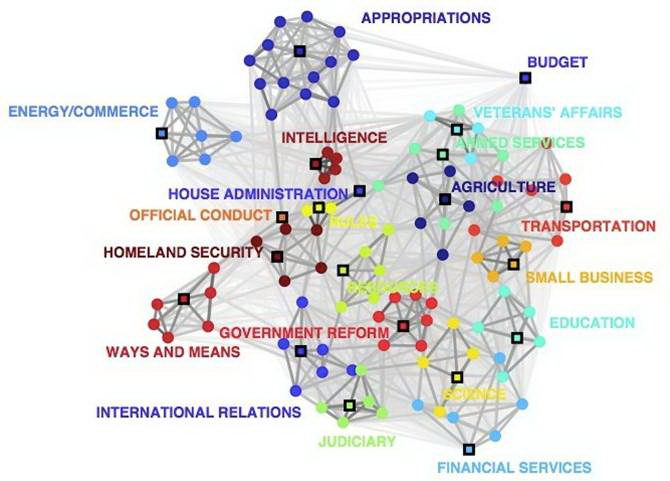 APPROPRIATIONS
BUDGET
ENERGY/COMMERCE
VETERANS' AFFAIRS
INTELLIGENCE
ARMED SERVICES
HOUSE ADMINISTRATION
AGRICULTURE
OFFICIAL CONDUCT
RULES
TRANSPORTATION
HOMELAND SECURITY
SMALL BUSINESS
RESOURCES
EDUCATION
GOVERNMENT REFORM
WAYS AND MEANS
SCIENCE
INTERNATIONAL RELATIONS
JUDICIARY
FINANCIAL SERVICES